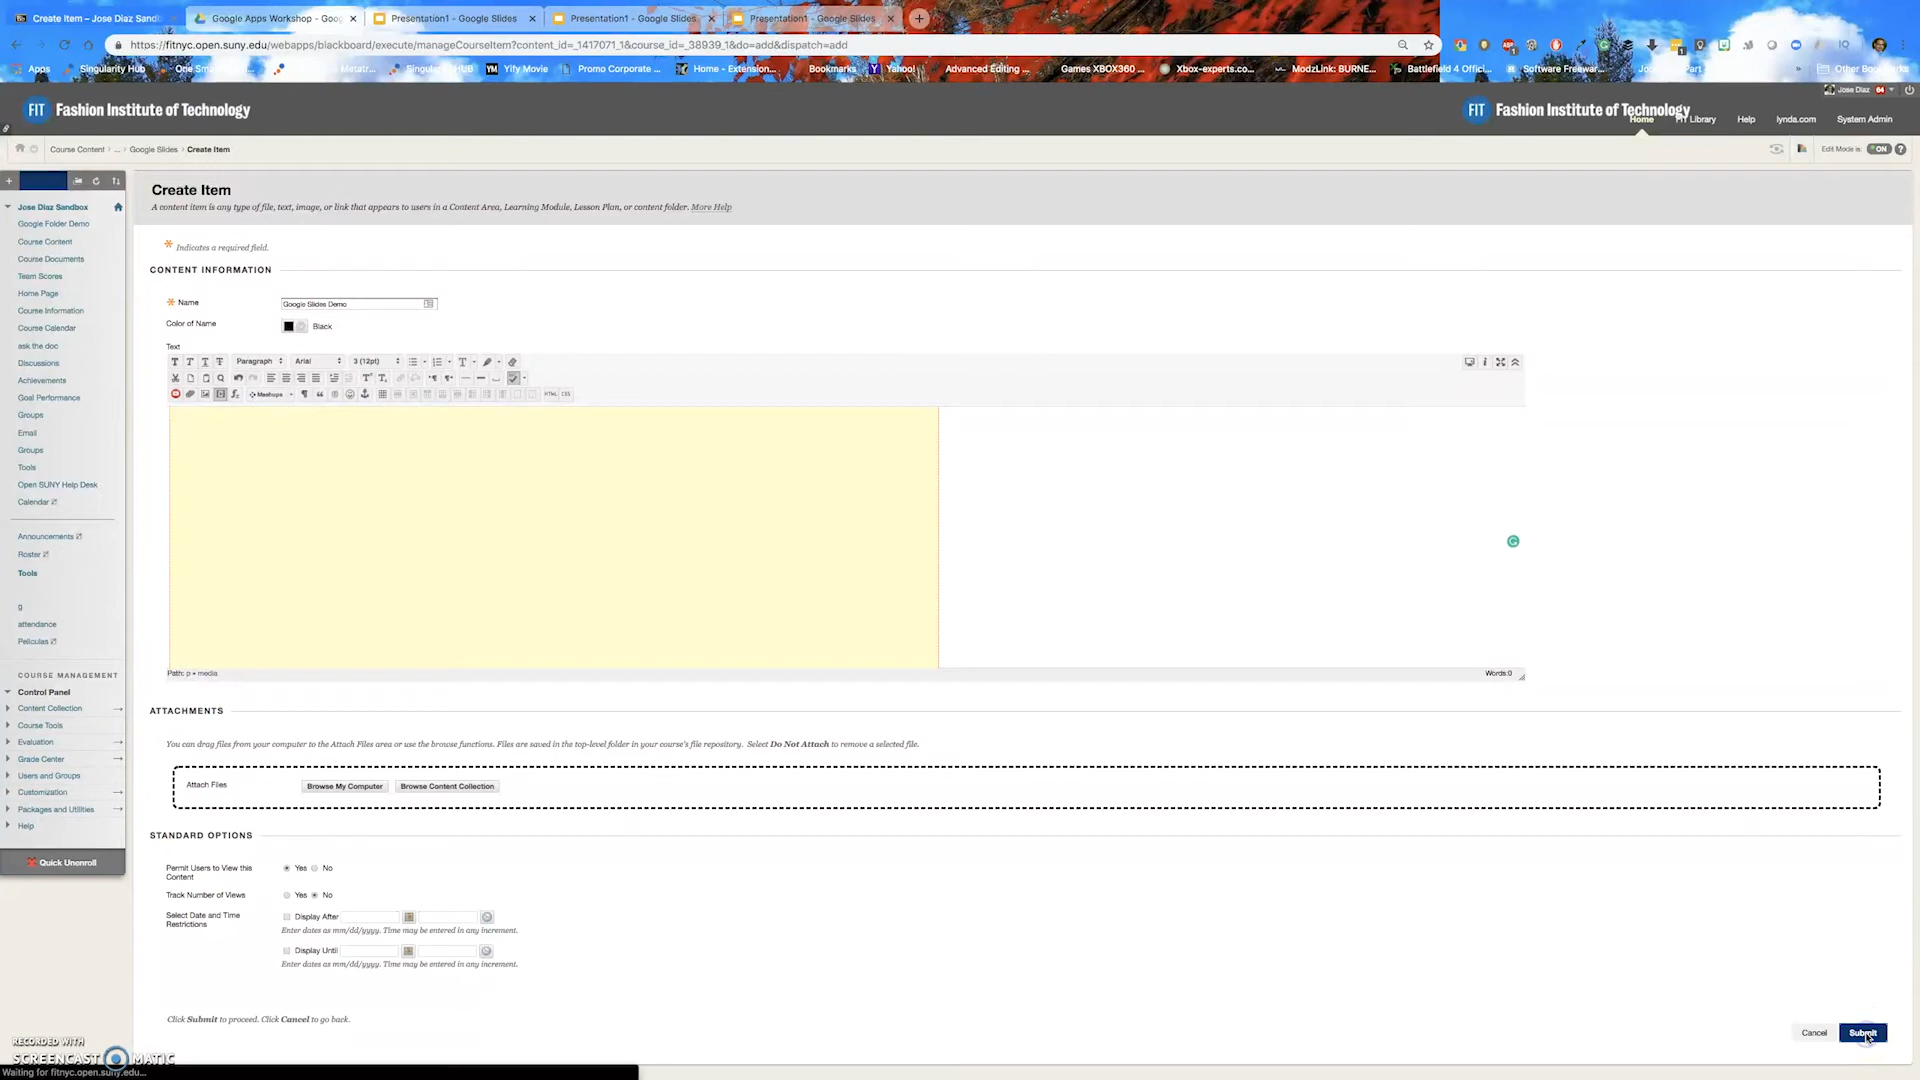 Create Item – Jose Diaz Sandb
Google Apps Workshop - Goog
Presentation1 - Google Slides
Presentation1 - Google Slides
Presentation1 - Google Slides
https://fitnyc.open.suny.edu/webapps/blackboard/execute/manageCourseItem?content_id=_1417071_1&course_id=_38939_1&do=add&dispatch=add
Apps
Singularity Hub
One Sma
Metatr...
Singul HUB
Yify Movie
Promo Corporate ...
Home - Extension...
Bookmarks
Yahoo!
Advanced Editing ...
Games XBOX360 ...
Xbox-experts.co...
ModzLink: BURNE...
Battlefield 4 Offici...
Software Freewar...
Other Bookmarks
Jose Diaz 64
FIT Fashion Institute of Technology
FIT Fashion Institute of Technology
Home
FIT Library
Help
lynda.com
System Admin
Course Content
...
Google Slides
Create Item
Edit Mode is: ON ?
Create Item
A content item is any type of file, text, image, or link that appears to users in a Content Area, Learning Module, Lesson Plan, or content folder. More Help
Jose Diaz Sandbox
Google Folder Demo
Course Content
Course Documents
Team Scores
Home Page
Course Information
Course Calendar
ask the doc
Discussions
Achievements
Goal Performance
Groups
Email
Groups
Tools
Open SUNY Help Desk
Calendar
Announcements
Roster
Tools
g
attendance
Peliculas
COURSE MANAGEMENT
Control Panel
Content Collection
Course Tools
Evaluation
Grade Center
Users and Groups
Customization
Packages and Utilities
Help
Quick Unenroll
Indicates a required field.
CONTENT INFORMATION
Name
Google Slides Demo
Color of Name
Black
Text
Paragraph
Arial
3 (12pt)
Mashups
HTML CSS
Path: p » media
Words:0
ATTACHMENTS
You can drag files from your computer to the Attach Files area or use the browse functions. Files are saved in the top-level folder in your course's file repository. Select Do Not Attach to remove a selected file.
Attach Files
Browse My Computer
Browse Content Collection
STANDARD OPTIONS
Permit Users to View this
Content
Yes
No
Track Number of Views
Yes
No
Select Date and Time
Restrictions
Display After
Enter dates as mm/dd/yyyy. Time may be entered in any increment.
Display Until
Enter dates as mm/dd/yyyy. Time may be entered in any increment.
Click Submit to proceed. Click Cancel to go back.
Cancel
Submit
RECORDED WITH
SCREENCAST MATIC
Waiting for fitnyc.open.suny.edu...